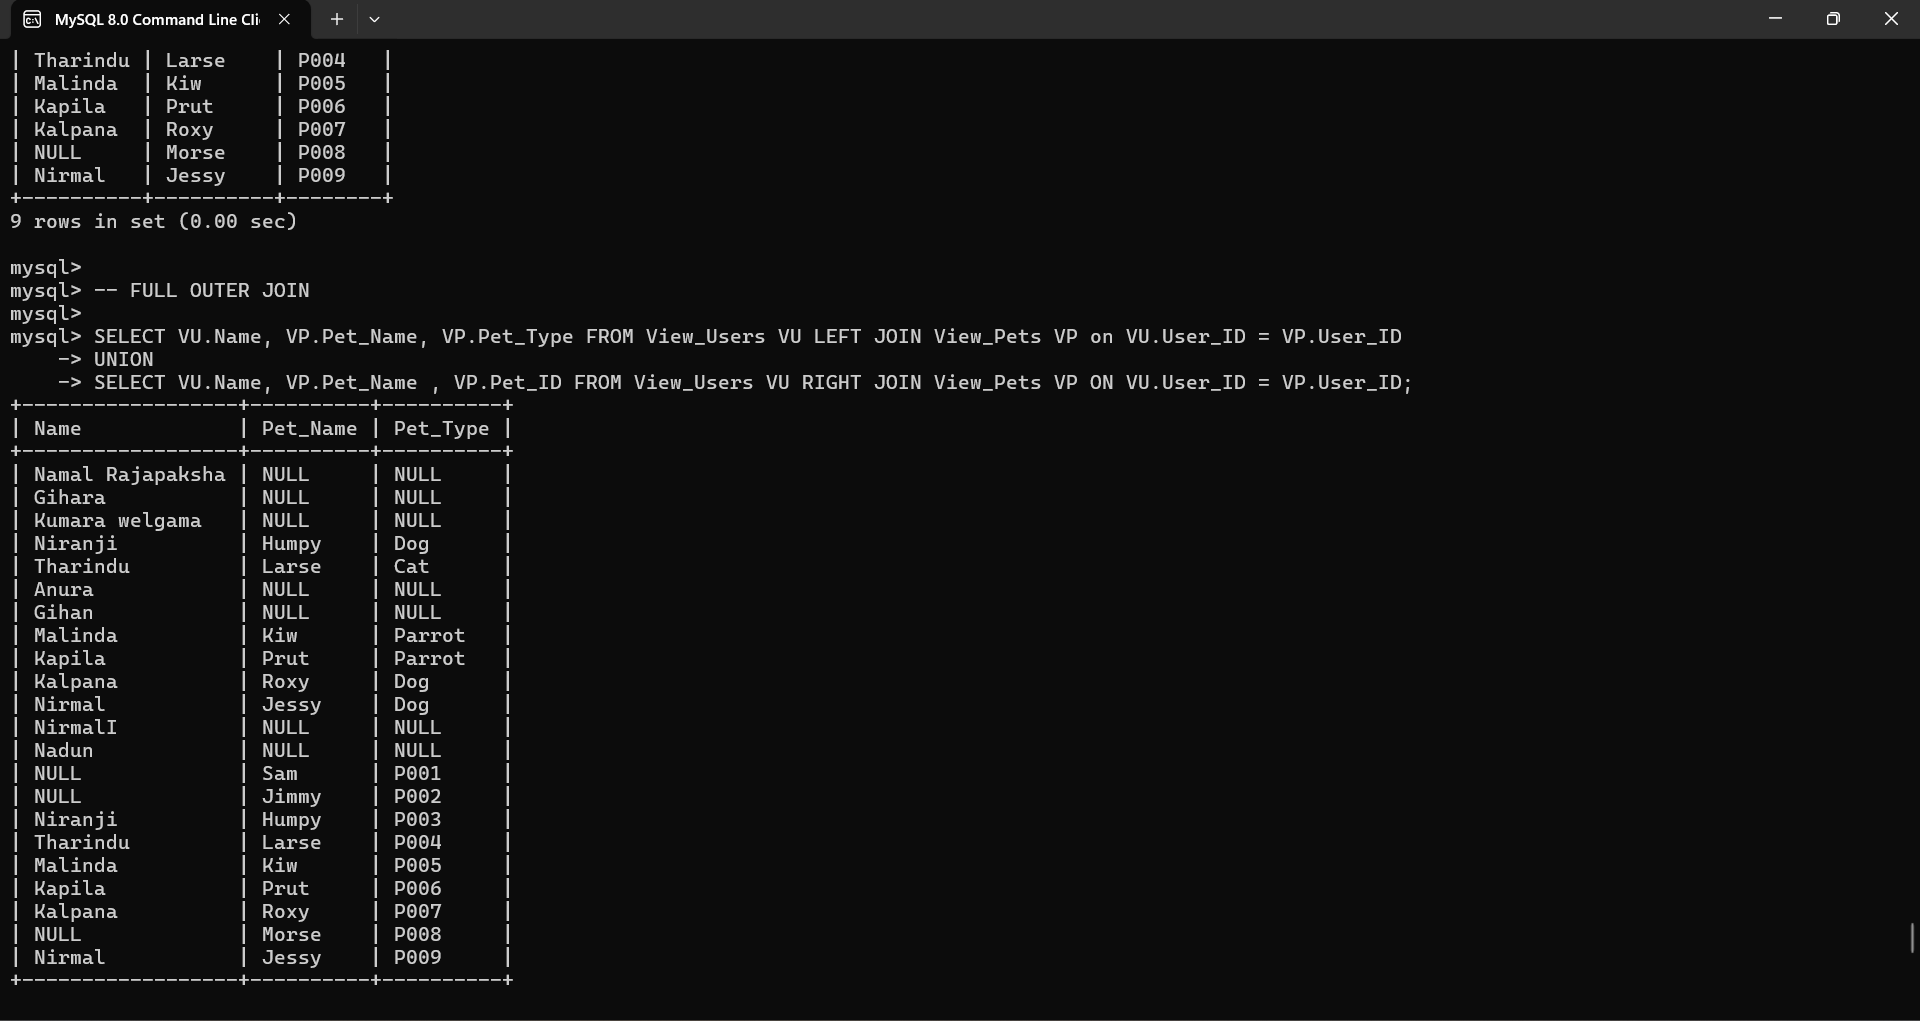 MySQL 8.0 Command Line Cli
| Tharindu | Larse    | P004   |
| Malinda  | Kiw      | P005   |
| Kapila   | Prut     | P006   |
| Kalpana  | Roxy     | P007   |
| NULL     | Morse    | P008   |
| Nirmal   | Jessy    | P009   |
+----------+----------+--------+
9 rows in set (0.00 sec)
mysql>
mysql> -- FULL OUTER JOIN
mysql>
mysql> SELECT VU.Name, VP.Pet_Name, VP.Pet_Type FROM View_Users VU LEFT JOIN View_Pets VP on VU.User_ID = VP.User_ID
    -> UNION
    -> SELECT VU.Name, VP.Pet_Name , VP.Pet_ID FROM View_Users VU RIGHT JOIN View_Pets VP ON VU.User_ID = VP.User_ID;
+------------------+----------+----------+
| Name             | Pet_Name | Pet_Type |
+------------------+----------+----------+
| Namal Rajapaksha | NULL     | NULL     |
| Gihara           | NULL     | NULL     |
| Kumara welgama   | NULL     | NULL     |
| Niranji          | Humpy    | Dog      |
| Tharindu         | Larse    | Cat      |
| Anura            | NULL     | NULL     |
| Gihan            | NULL     | NULL     |
| Malinda          | Kiw      | Parrot   |
| Kapila           | Prut     | Parrot   |
| Kalpana          | Roxy     | Dog      |
| Nirmal           | Jessy    | Dog      |
| NirmalI          | NULL     | NULL     |
| Nadun            | NULL     | NULL     |
| NULL             | Sam      | P001     |
| NULL             | Jimmy    | P002     |
| Niranji          | Humpy    | P003     |
| Tharindu         | Larse    | P004     |
| Malinda          | Kiw      | P005     |
| Kapila           | Prut     | P006     |
| Kalpana          | Roxy     | P007     |
| NULL             | Morse    | P008     |
| Nirmal           | Jessy    | P009     |
+------------------+----------+----------+